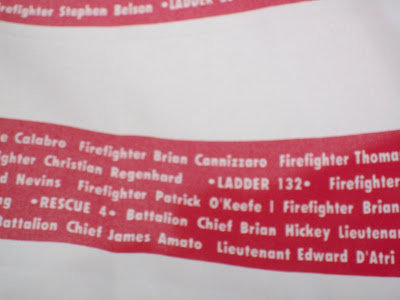 Firefighter Stephen Belson •LADDER
e Calabro Firefighter Brian Cannizzaro Firefighter Thoma
ghter Christian Regenhard •LADDER 132• Firefighter
d Nevins Firefighter Patrick O'Keefe | Firefighter Brian
•RESCUE 4• Battalion Chief Brian Hickey Lieutenan
Battalion Chief James Amato Lieutenant Edward D'Atri